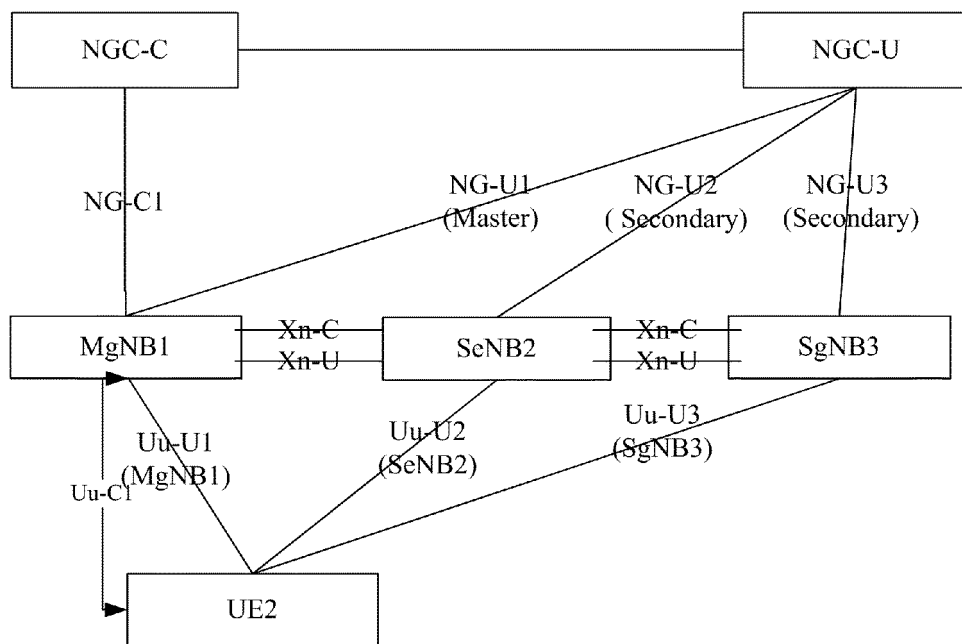 NGC-C
NGC-U
NG-C1
NG-U1
(Master)
NG-U2
( Secondary)
NG-U3
(Secondary)
MgNB1
Xn-C
Xn-U
SeNB2
Xn-C
Xn-U
SgNB3
Uu-U1
(MgNB1)
Uu-U2
(SeNB2)
Uu-U3
(SgNB3)
Uu-C1
UE2